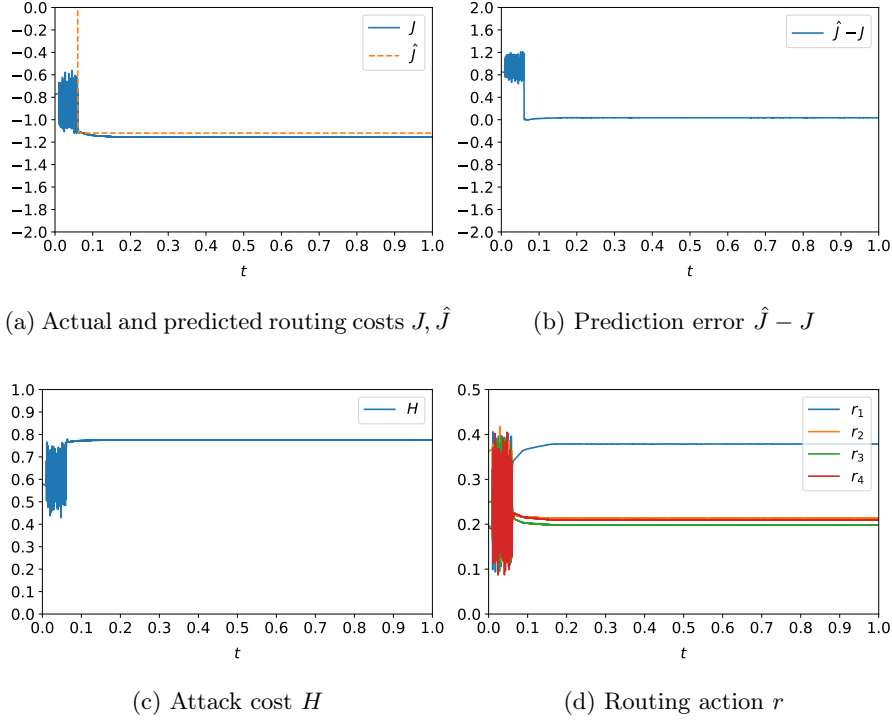 0.0
−0.2
−0.4
−0.6
−0.8
−1.0
−1.2
−1.4
−1.6
−1.8
−2.0
0.0 0.1 0.2 0.3 0.4 0.5 0.6 0.7 0.8 0.9 1.0
t
J
Ĵ
2.0
1.6
1.2
0.8
0.4
0.0
−0.4
−0.8
−1.2
−1.6
−2.0
0.0 0.1 0.2 0.3 0.4 0.5 0.6 0.7 0.8 0.9 1.0
t
Ĵ − J
(a) Actual and predicted routing costs J, Ĵ
(b) Prediction error Ĵ − J
1.0
0.9
0.8
0.7
0.6
0.5
0.4
0.3
0.2
0.1
0.0
0.0 0.1 0.2 0.3 0.4 0.5 0.6 0.7 0.8 0.9 1.0
t
H
0.5
0.4
0.3
0.2
0.1
0.0
0.0 0.1 0.2 0.3 0.4 0.5 0.6 0.7 0.8 0.9 1.0
t
r₁
r₂
r₃
r₄
(c) Attack cost H
(d) Routing action r